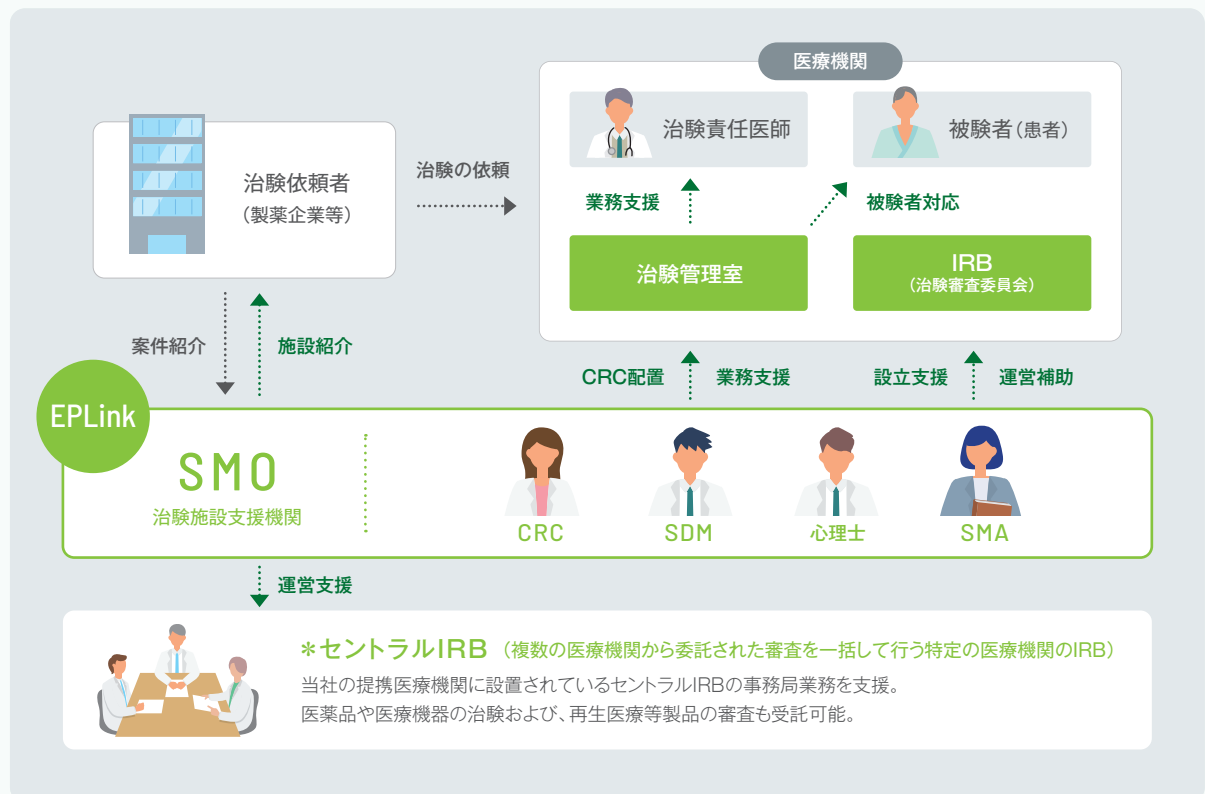 医療機関
治験責任医師
被験者（患者）
治験依頼者
（製薬企業等）
治験の依頼
業務支援
被験者対応
治験管理室
IRB
（治験審査委員会）
案件紹介
施設紹介
CRC配置
業務支援
設立支援
運営補助
EPLink
SMO
治験施設支援機関
CRC
SDM
心理士
SMA
運営支援
＊セントラルIRB（複数の医療機関から委託された審査を一括して行う特定の医療機関のIRB）
当社の提携医療機関に設置されているセントラルIRBの事務局業務を支援。
医薬品や医療機器の治験および、再生医療等製品の審査も受託可能。